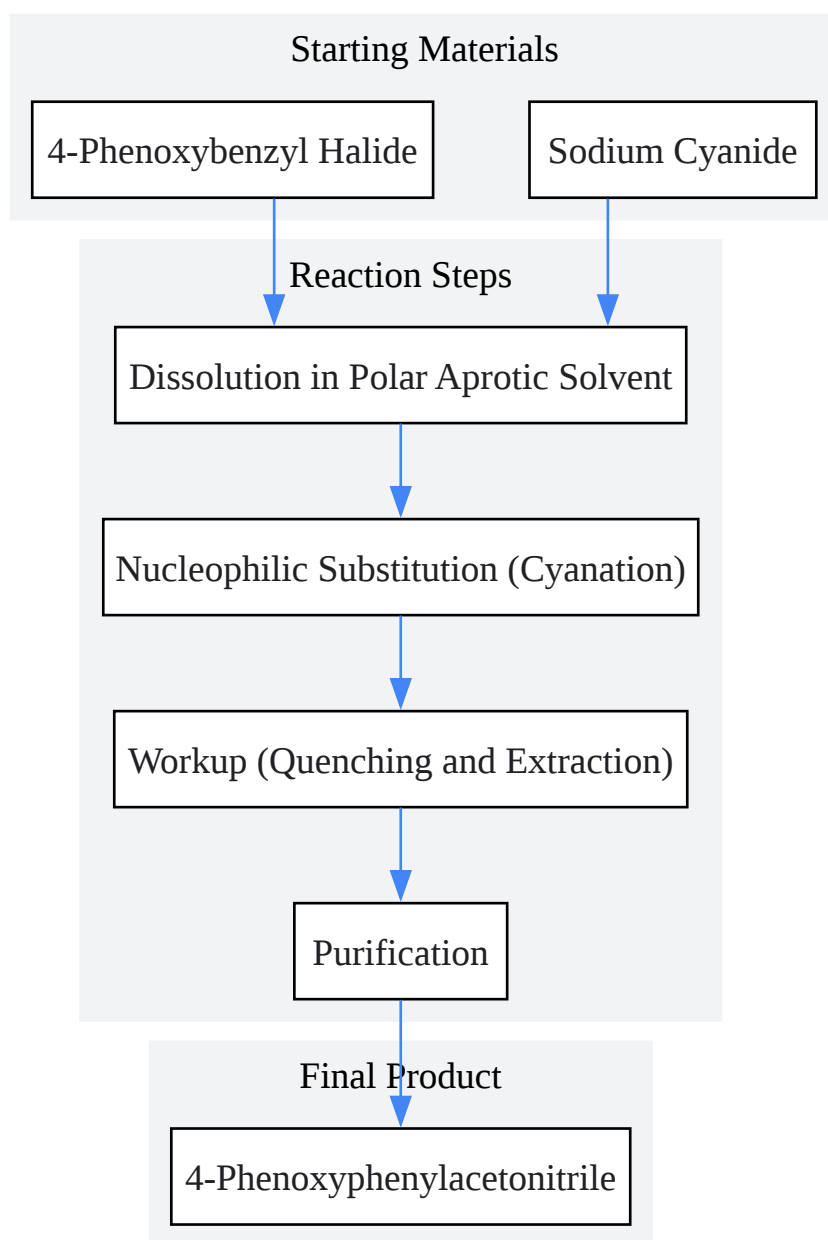 Starting Materials
4-Phenoxybenzyl Halide
Sodium Cyanide
Reaction Steps
Dissolution in Polar Aprotic Solvent
Nucleophilic Substitution (Cyanation)
Workup (Quenching and Extraction)
Purification
Final Product
4-Phenoxyphenylacetonitrile